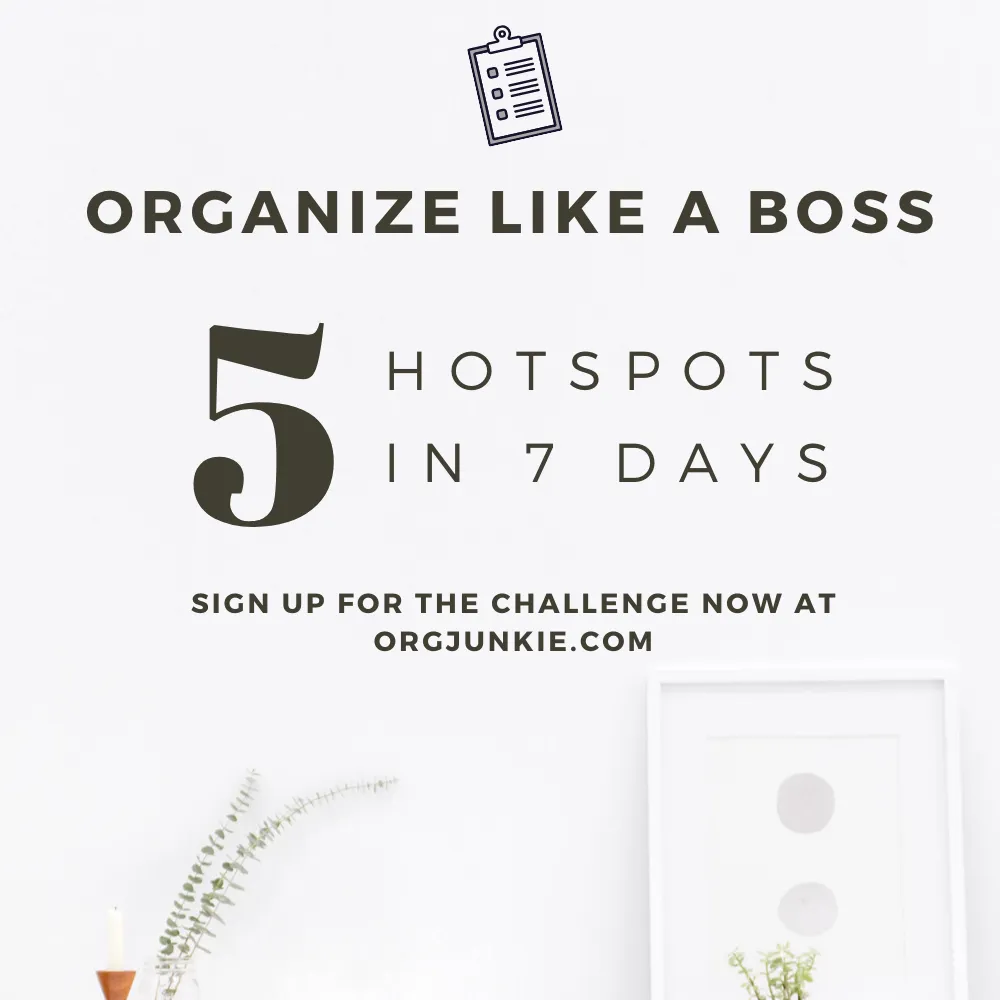 ORGANIZE LIKE A BOSS
5
HOTSPOTS
IN 7 DAYS
SIGN UP FOR THE CHALLENGE NOW AT
ORGJUNKIE.COM